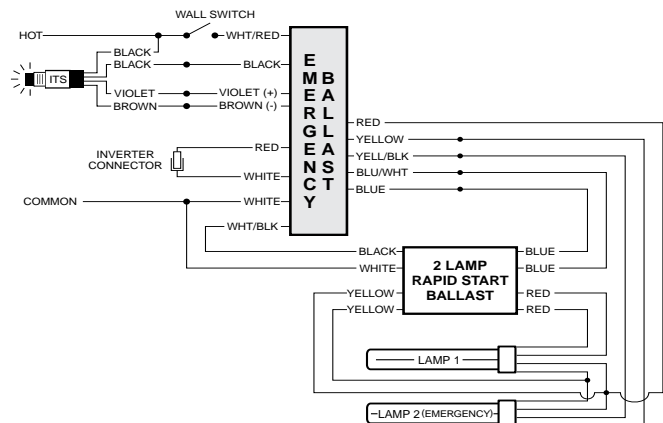 WALL SWITCH
HOT
WHT/RED
BLACK
BLACK
BLACK
ITS
VIOLET
VIOLET (+)
BROWN
BROWN (-)
EMERGENCY
BALLAST
RED
YELLOW
YELL/BLK
BLU/WHT
BLUE
INVERTER
CONNECTOR
RED
WHITE
COMMON
WHITE
WHT/BLK
BLACK
WHITE
YELLOW
YELLOW
2 LAMP
RAPID START
BALLAST
BLUE
BLUE
RED
RED
LAMP 1
LAMP 2 (EMERGENCY)